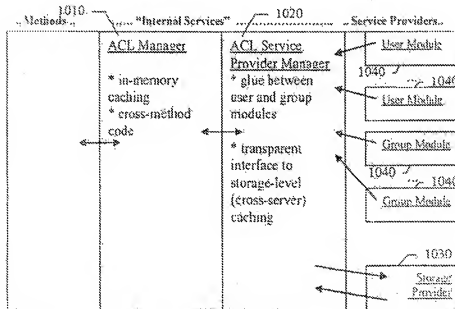 1010
1020
Methods
"Internal Services"
Service Providers
ACL Manager
* in-memory
caching
* cross-method
code
ACL Service
Provider Manager
* glue between
user and group
modules
* transparent
interface to
storage-level
(cross-server)
caching
User Module
1040
1040
User Module
Group Module
1040
1040
Group Module
1030
Storage
Provider